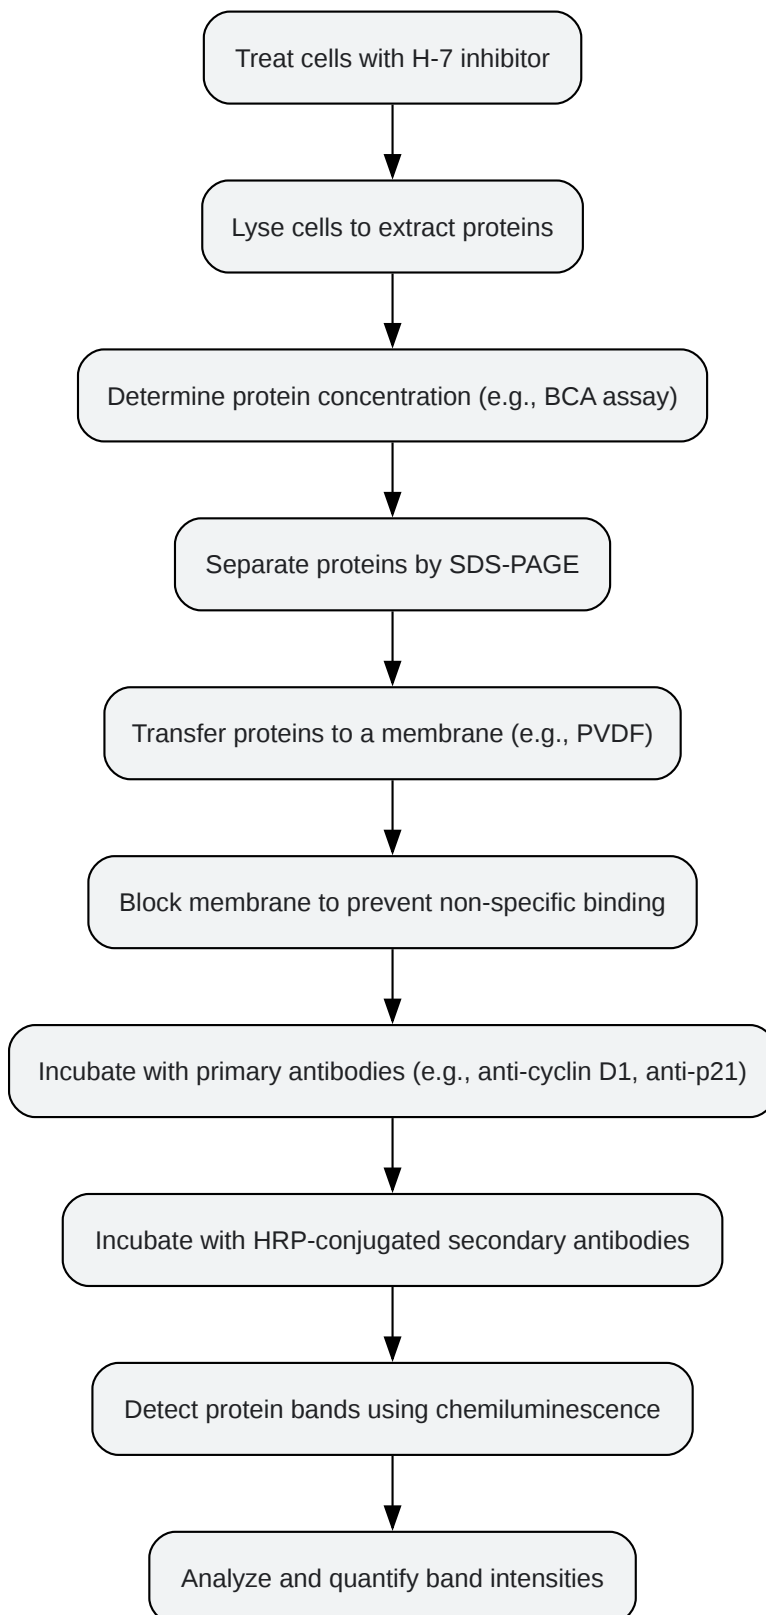 Treat cells with H-7 inhibitor
Lyse cells to extract proteins
Determine protein concentration (e.g., BCA assay)
Separate proteins by SDS-PAGE
Transfer proteins to a membrane (e.g., PVDF)
Block membrane to prevent non-specific binding
Incubate with primary antibodies (e.g., anti-cyclin D1, anti-p21)
Incubate with HRP-conjugated secondary antibodies
Detect protein bands using chemiluminescence
Analyze and quantify band intensities